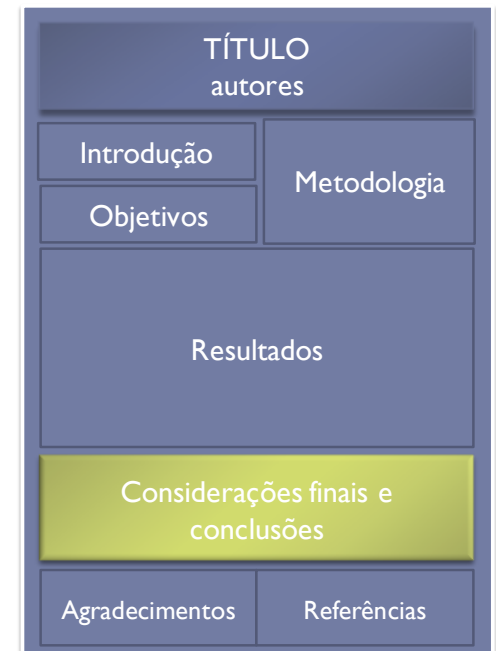 TÍTULO
autores
Introdução
Objetivos
Metodologia
Resultados
Considerações finais e
conclusões
Agradecimentos
Referências